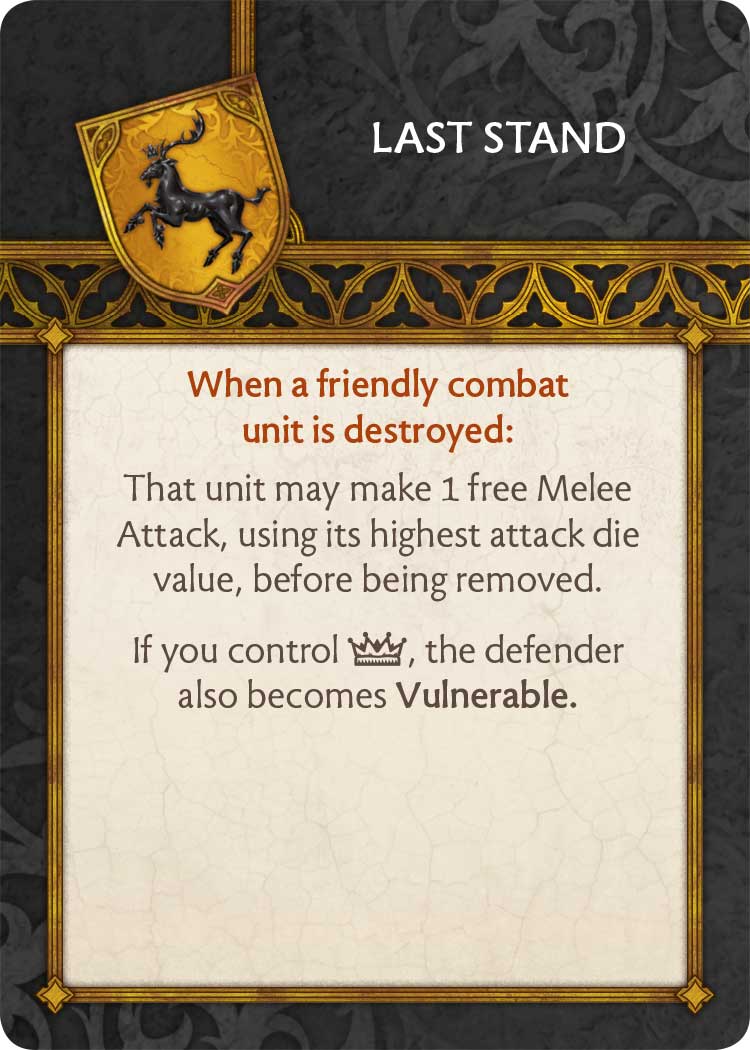 LAST STAND
When a friendly combat
unit is destroyed:
That unit may make 1 free Melee
Attack, using its highest attack die
value, before being removed.
If you control , the defender
also becomes Vulnerable.